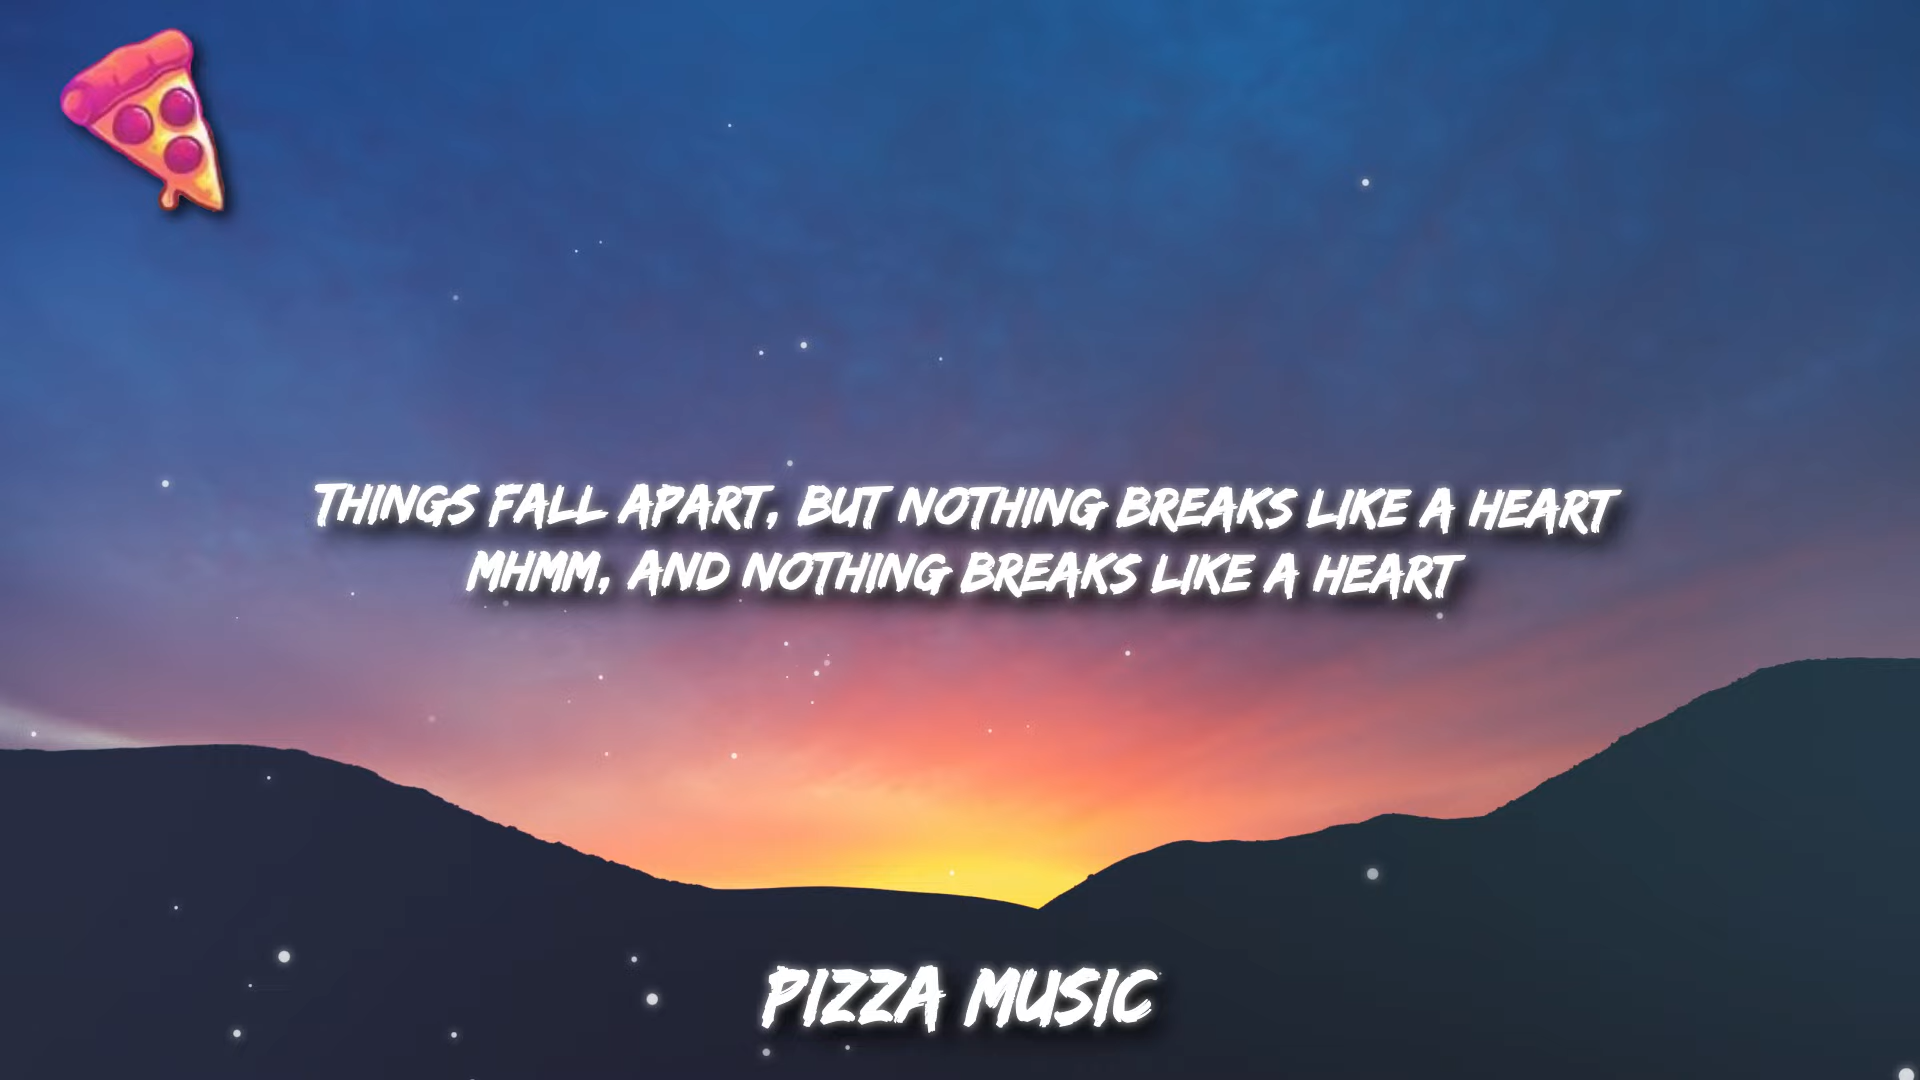 THINGS FALL APART, BUT NOTHING BREAKS LIKE A HEART
MHMM, AND NOTHING BREAKS LIKE A HEART
PIZZA MUSIC